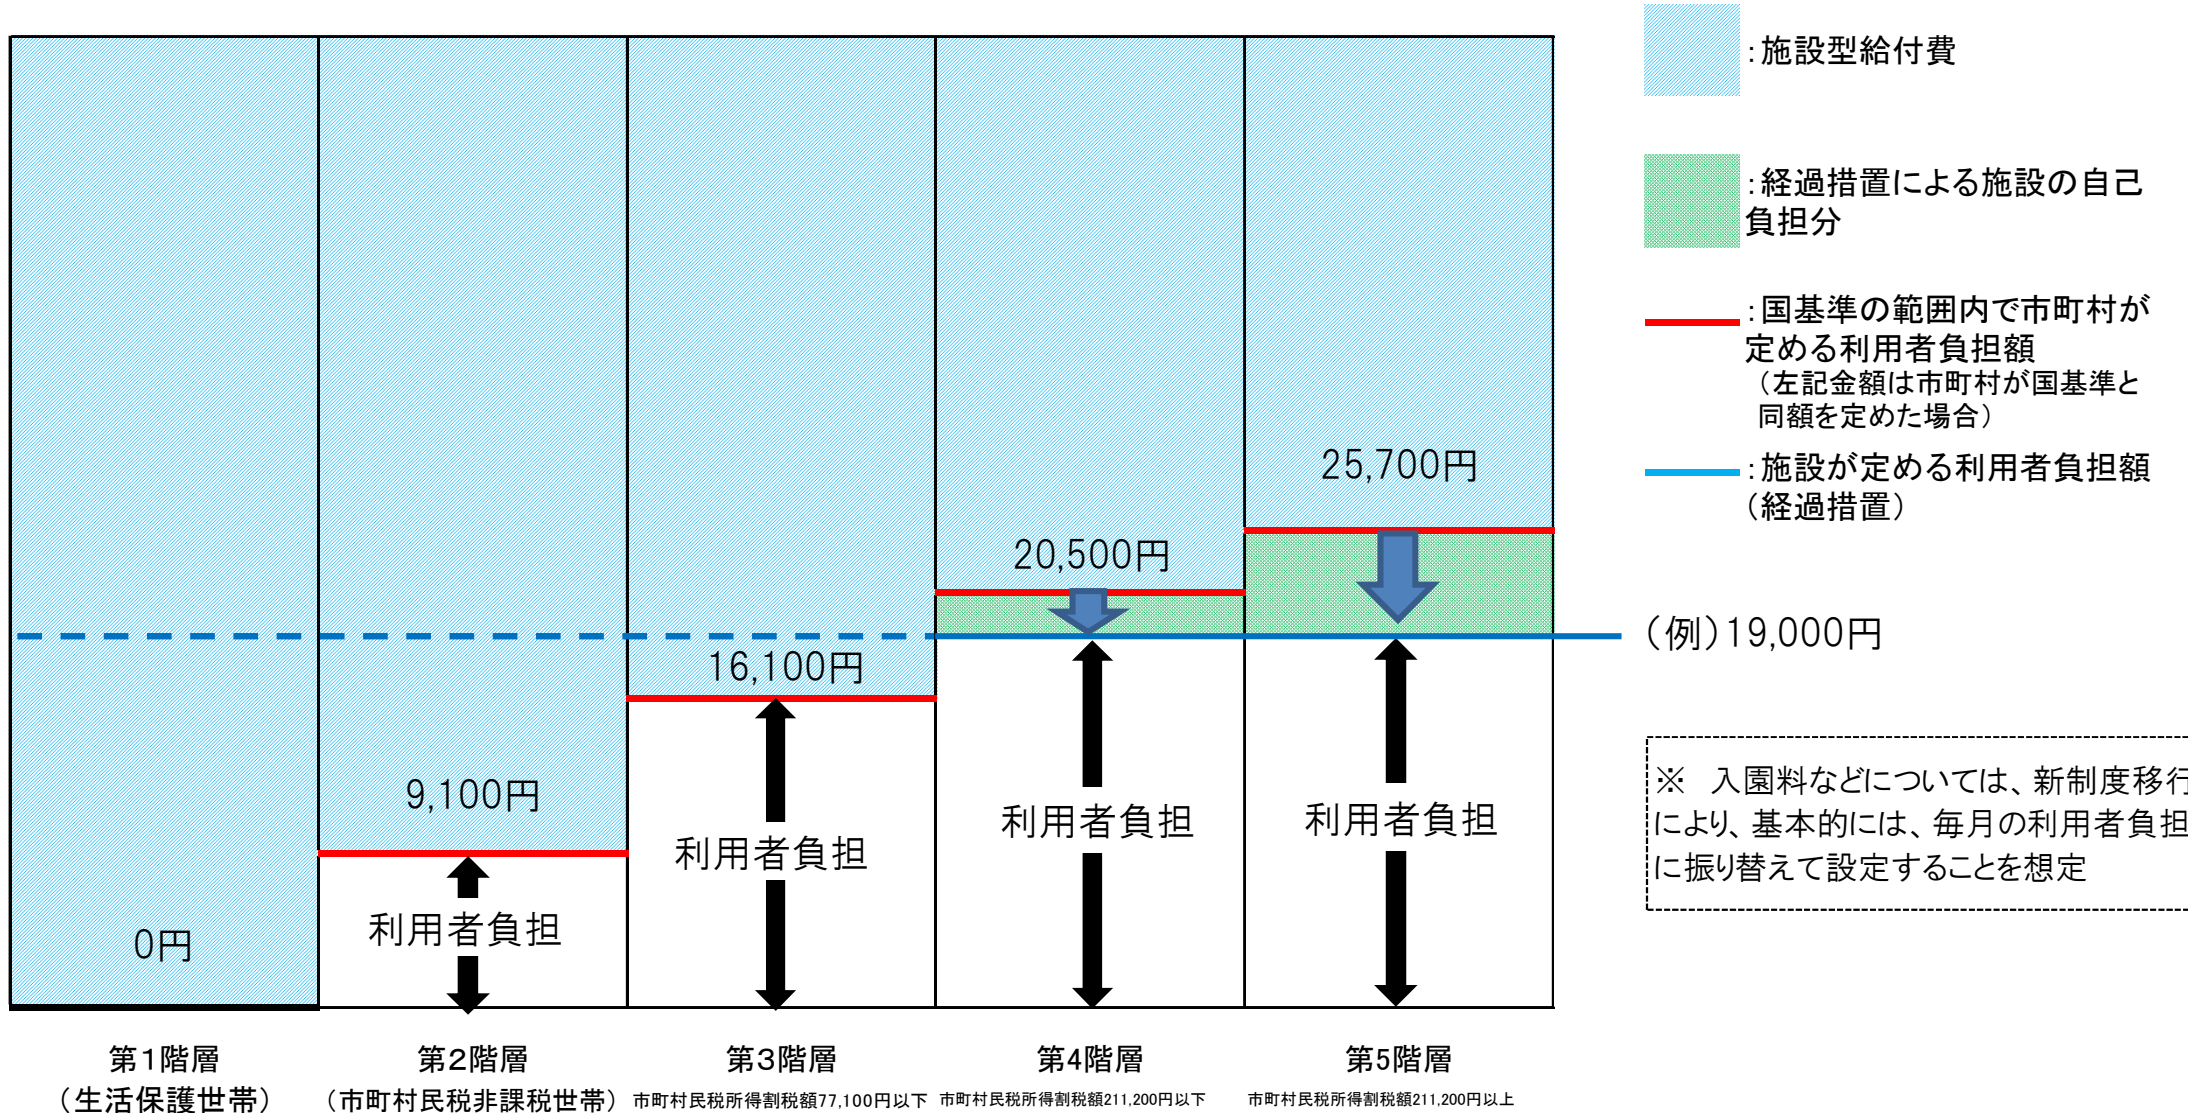 ：施設型給付費
：経過措置による施設の自己
負担分
：国基準の範囲内で市町村が
定める利用者負担額
（左記金額は市町村が国基準と
同額を定めた場合）
：施設が定める利用者負担額
（経過措置）
25,700円
20,500円
（例）19,000円
16,100円
9,100円
0円
利用者負担
利用者負担
利用者負担
利用者負担
※　入園料などについては、新制度移行
により、基本的には、毎月の利用者負担
に振り替えて設定することを想定
第１階層
（生活保護世帯）
第２階層
（市町村民税非課税世帯）
第３階層
市町村民税所得割税額77,100円以下
第4階層
市町村民税所得割税額211,200円以下
第5階層
市町村民税所得割税額211,200円以上